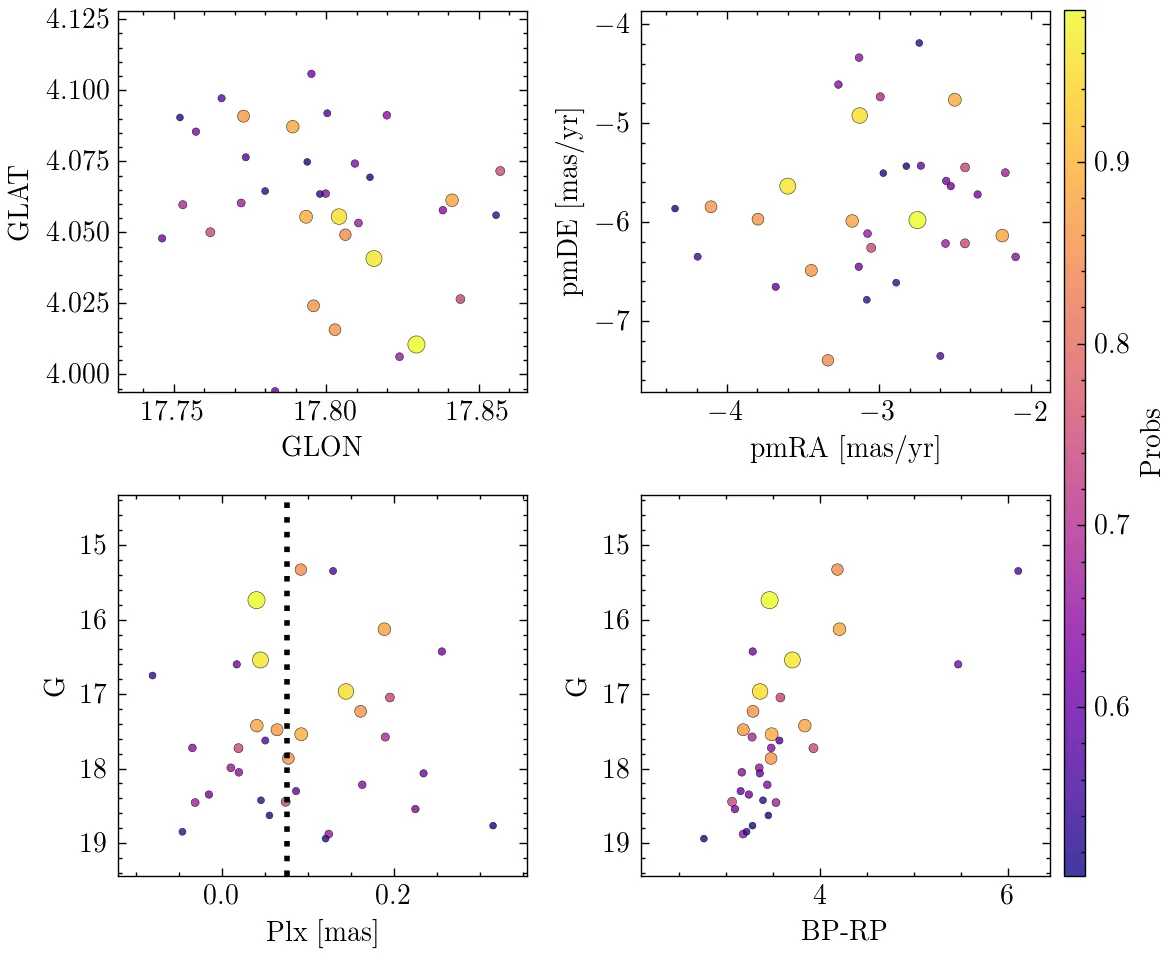 4.125
4.100
4.075
4.050
4.025
4.000
GLAT
17.75 17.80 17.85
GLON
−4
−5
−6
−7
pmDE [mas/yr]
−4 −3 −2
pmRA [mas/yr]
0.9
0.8
0.7
0.6
Probs
15
16
17
18
19
G
0.0 0.2
Plx [mas]
15
16
17
18
19
G
4 6
BP-RP